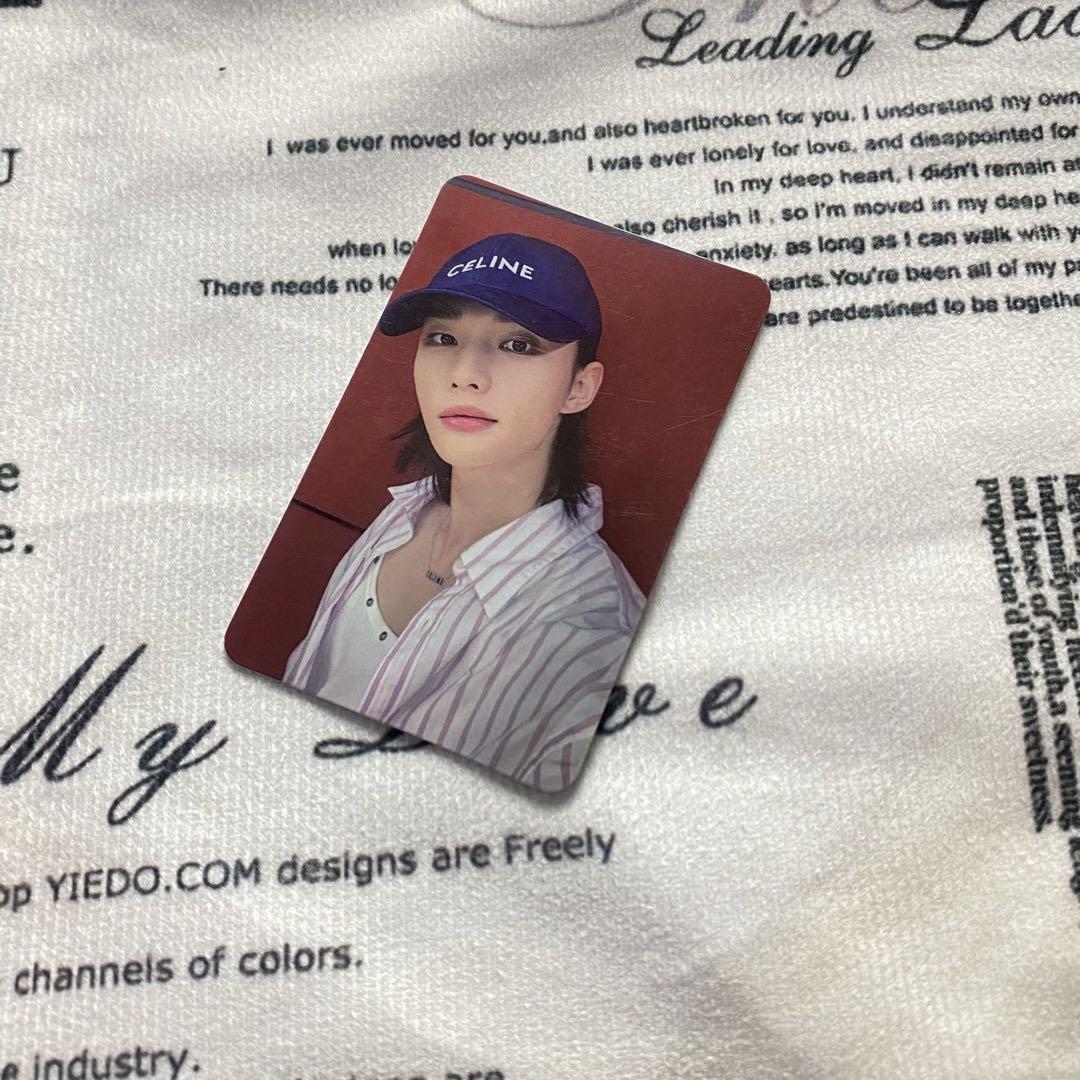 Leading Lad
I was ever moved for you,and also heartbroken for you, I understand my own
I was ever lonely for love, and disappointed for
In my deep heart, I didn't remain
also cherish it , so I'm moved in my deep
when
anxiety, as long as I can walk with
There needs no
earts.You're been all of my
are predestined to be togethe
CELINE
U
e
e.
and those of youth,a seeming
proportion'd their sweetness.
My Love
op YIEDO.COM designs are Freely
channels of colors.
e industry.
are